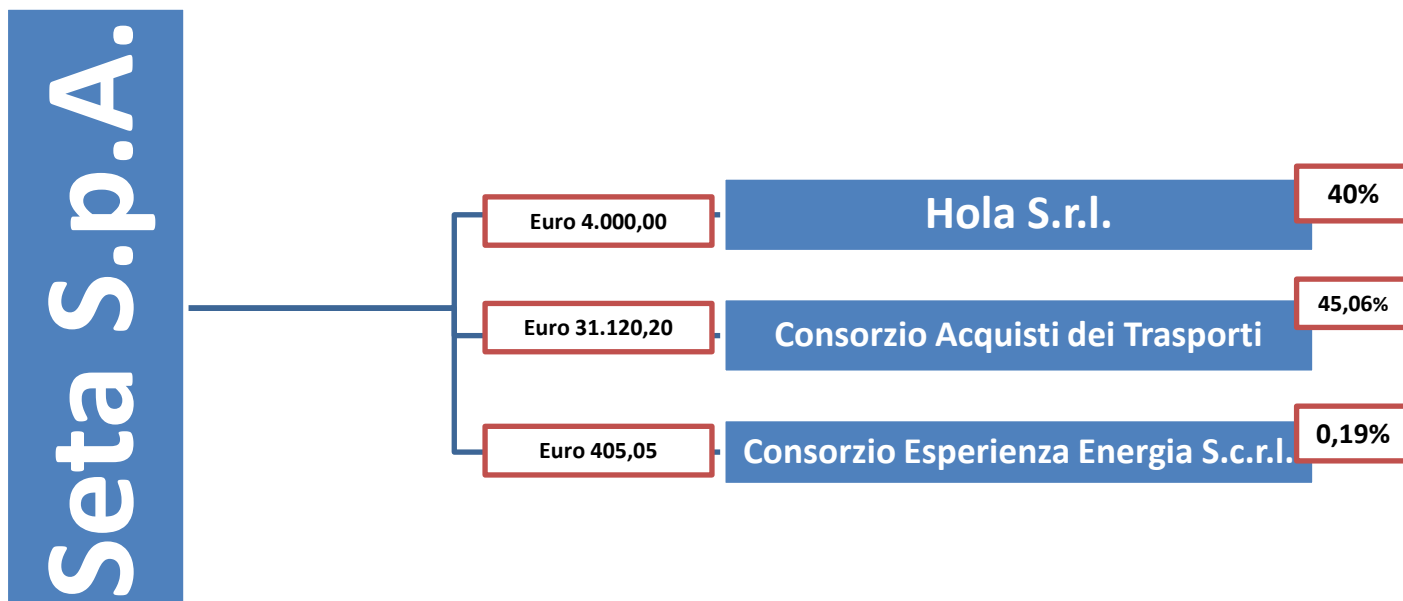 Seta S.p.A.
Euro 4.000,00
Hola S.r.l.
40%
Euro 31.120,20
Consorzio Acquisti dei Trasporti
45,06%
Euro 405,05
Consorzio Esperienza Energia S.c.r.l.
0,19%